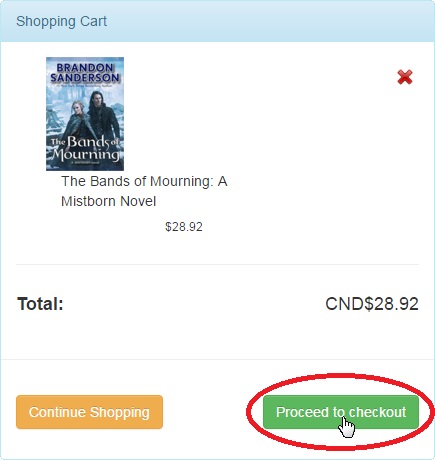 Shopping Cart
BRANDON
SANDERSON
The Bands of
Mourning
The Bands of Mourning: A
Mistborn Novel
$28.92
Total: CND$28.92
Continue Shopping Proceed to checkout